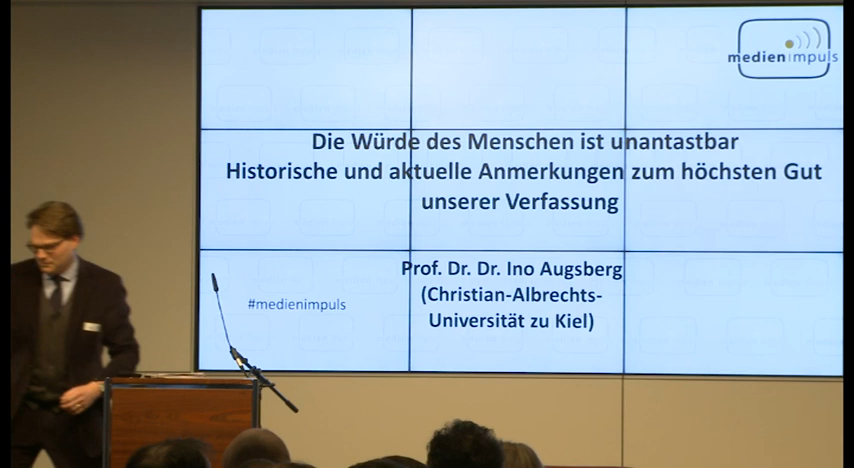 medienimpuls
Die Würde des Menschen ist unantastbar
Historische und aktuelle Anmerkungen zum höchsten Gut
unserer Verfassung
Prof. Dr. Dr. Ino Augsberg
(Christian-Albrechts-
Universität zu Kiel)
#medienimpuls